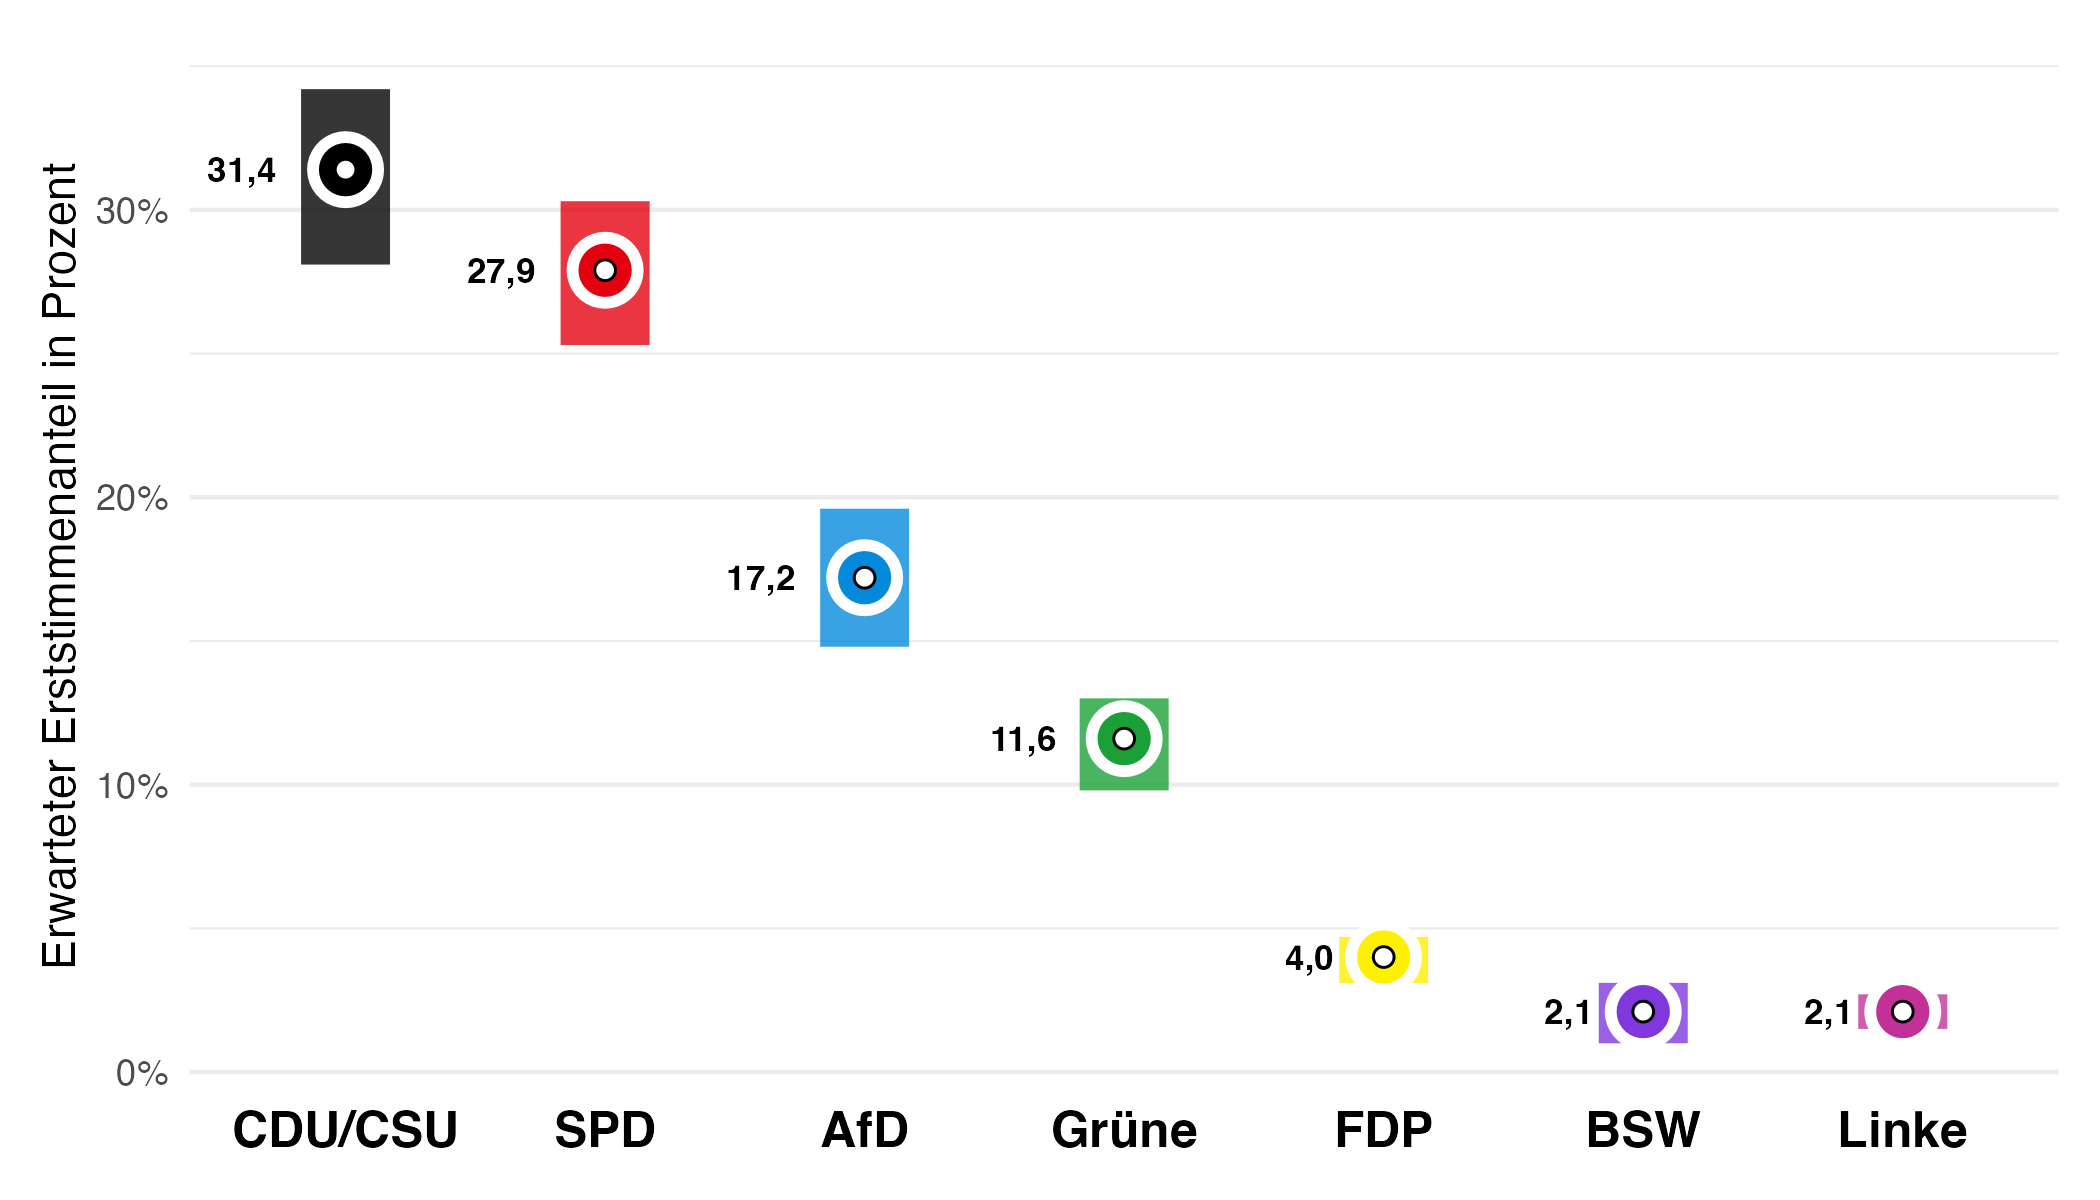 Erwarteter Erststimmenanteil in Prozent
30%
20%
10%
0%
31,4
27,9
17,2
11,6
4,0
2,1
2,1
CDU/CSU
SPD
AfD
Grüne
FDP
BSW
Linke